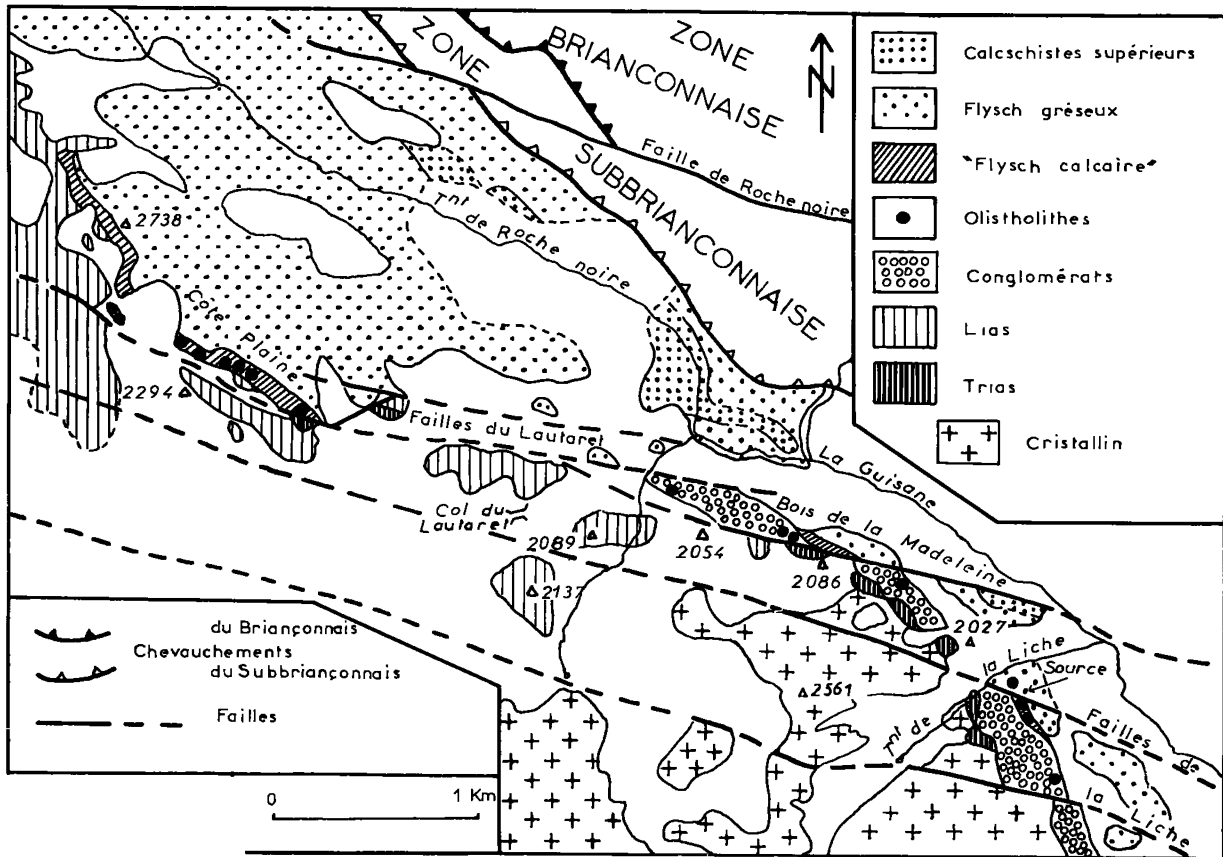 ZONE
BRIANCONNAISE
ZONE
SUBBRIANCONNAISE
N
Faille de Roche noire
Tnt de Roche noire
2738
Côte Plaine
2294
Failles du Lautaret
La Guisane
Col du
Lautaret
Bois de la Madeleine
2089
2054
2086
2137
2027
la Liche
Source
2561
Tnt de
Failles de
la
Liche
Calcschistes supérieurs
Flysch gréseux
"Flysch calcaire"
Olistholithes
Conglomérats
Lias
Trias
Cristallin
du Briançonnais
Chevauchements
du Subbriançonnais
Failles
0 1 Km